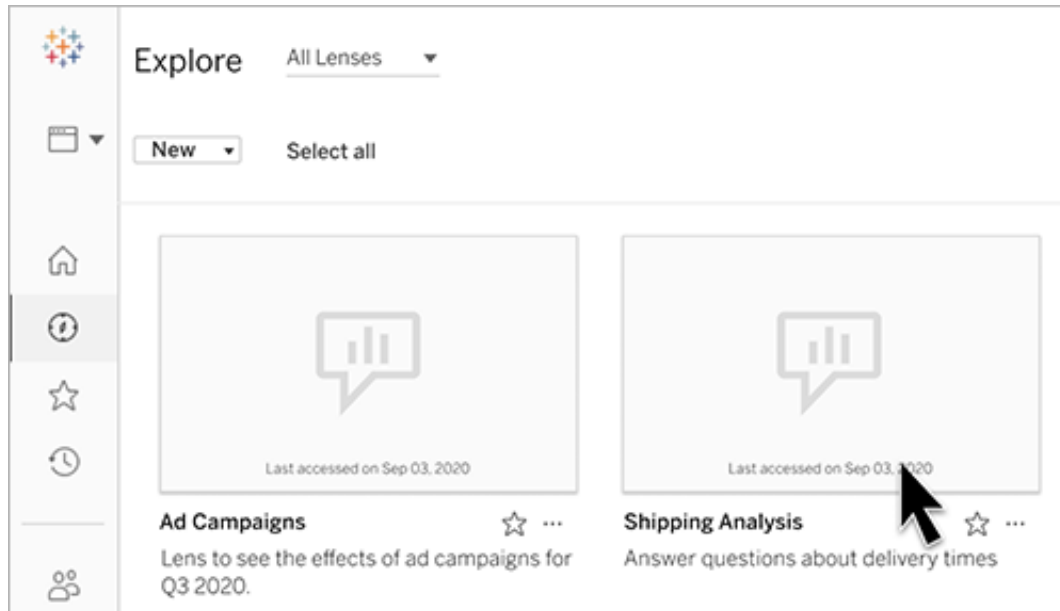 Explore
All Lenses
New
Select all
Last accessed on Sep 03, 2020
Last accessed on Sep 03, 2020
Ad Campaigns
Lens to see the effects of ad campaigns for
Q3 2020.
Shipping Analysis
Answer questions about delivery times